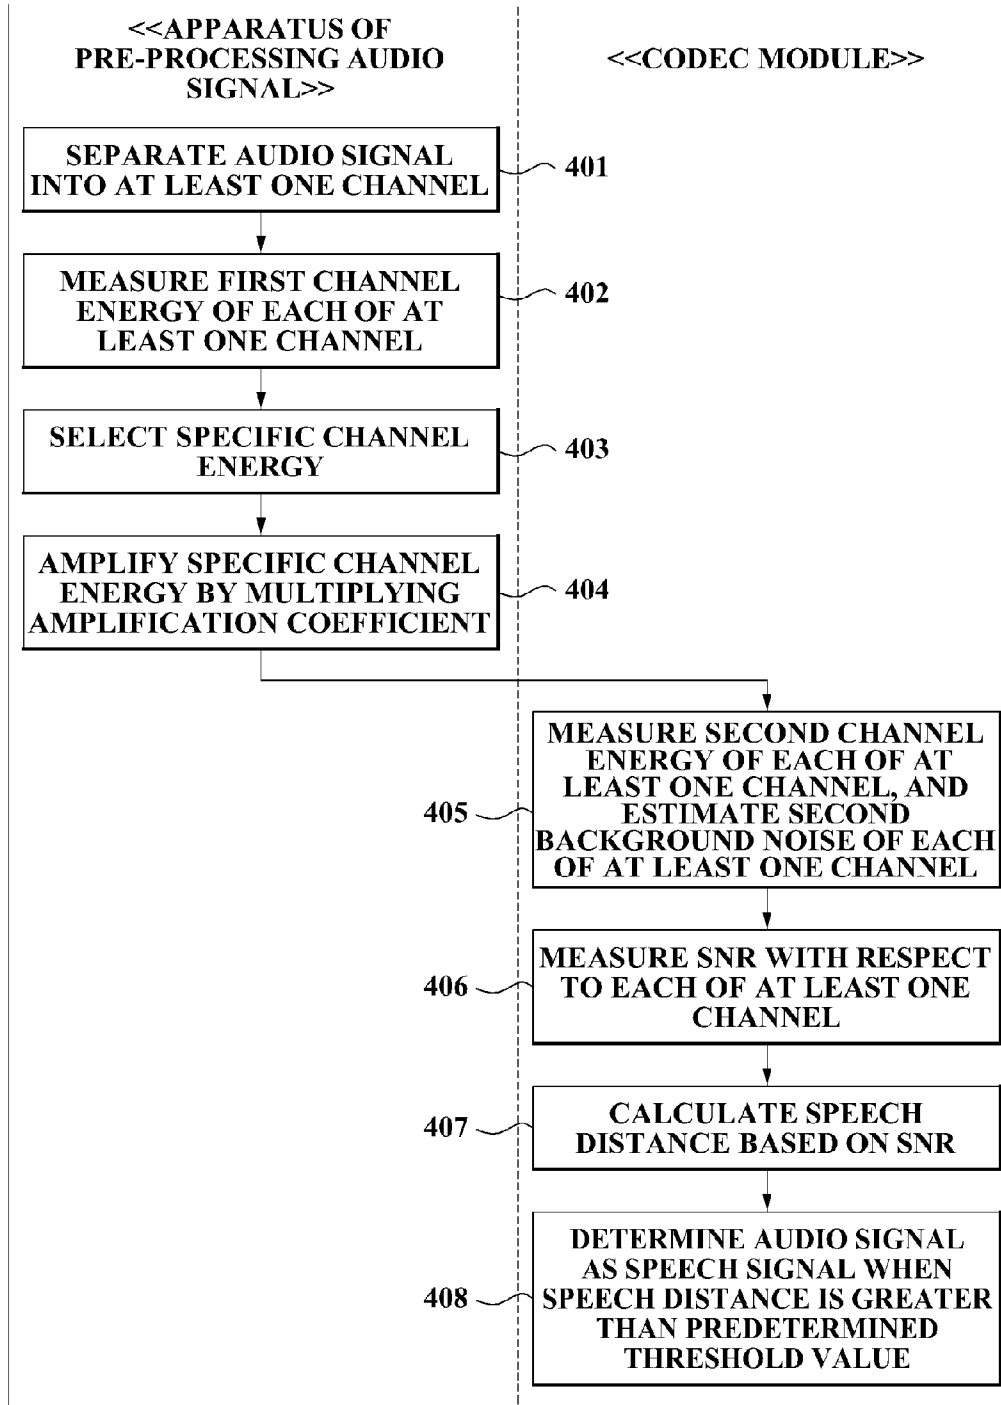 <<APPARATUS OF
PRE-PROCESSING AUDIO
SIGNAL>>
<<CODEC MODULE>>
SEPARATE AUDIO SIGNAL
INTO AT LEAST ONE CHANNEL
401
MEASURE FIRST CHANNEL
ENERGY OF EACH OF AT
LEAST ONE CHANNEL
402
SELECT SPECIFIC CHANNEL
ENERGY
403
AMPLIFY SPECIFIC CHANNEL
ENERGY BY MULTIPLYING
AMPLIFICATION COEFFICIENT
404
MEASURE SECOND CHANNEL
ENERGY OF EACH OF AT
LEAST ONE CHANNEL, AND
ESTIMATE SECOND
BACKGROUND NOISE OF EACH
OF AT LEAST ONE CHANNEL
405
MEASURE SNR WITH RESPECT
TO EACH OF AT LEAST ONE
CHANNEL
406
CALCULATE SPEECH
DISTANCE BASED ON SNR
407
DETERMINE AUDIO SIGNAL
AS SPEECH SIGNAL WHEN
SPEECH DISTANCE IS GREATER
THAN PREDETERMINED
THRESHOLD VALUE
408